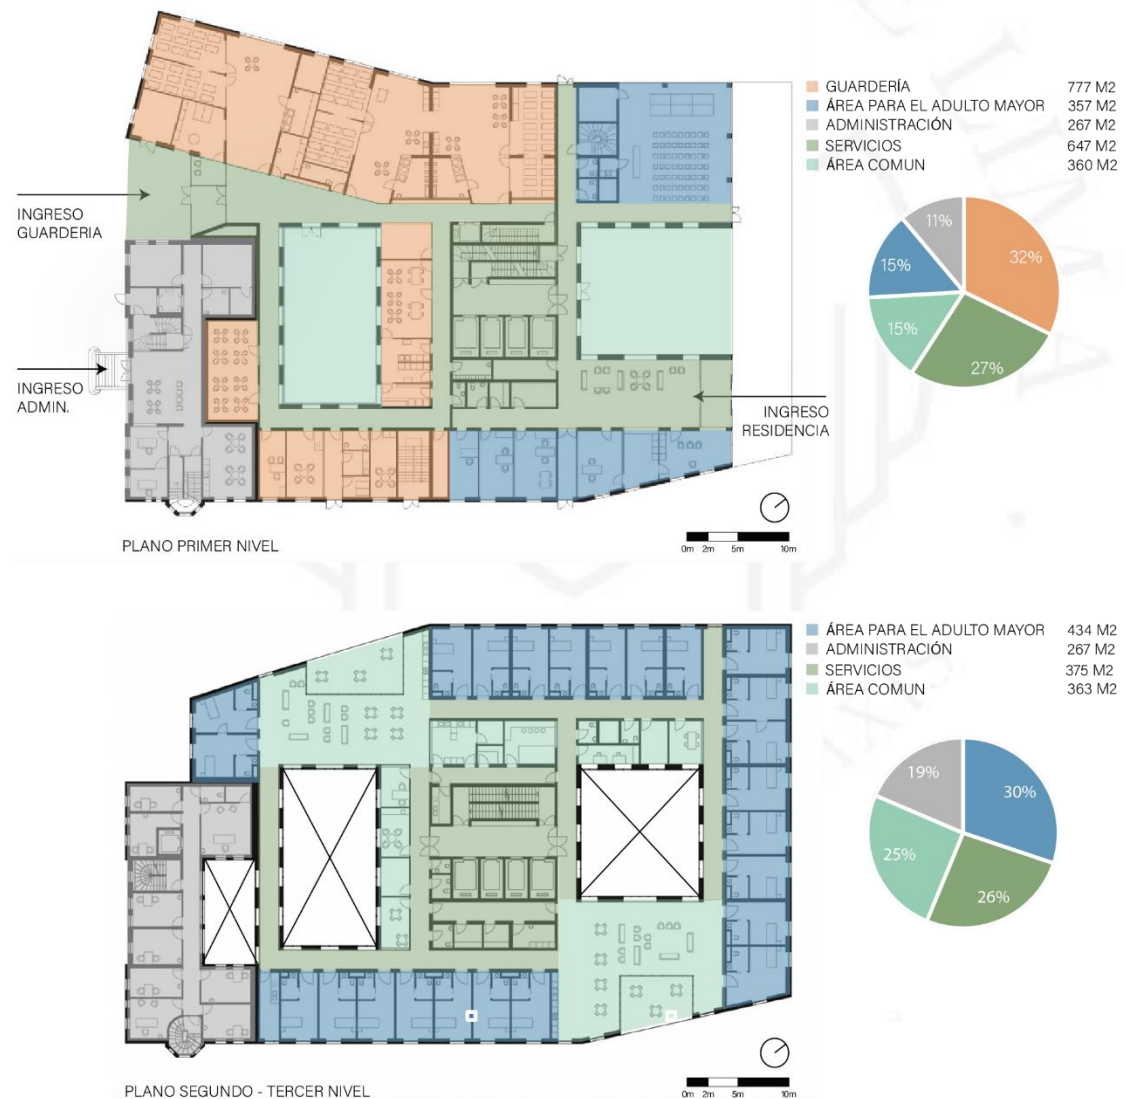 GUARDERÍA 777 M2
ÁREA PARA EL ADULTO MAYOR 357 M2
ADMINISTRACIÓN 267 M2
SERVICIOS 647 M2
ÁREA COMUN 360 M2
11%
32%
15%
15%
27%
INGRESO
GUARDERIA
INGRESO
ADMIN.
INGRESO
RESIDENCIA
PLANO PRIMER NIVEL
0m 2m 5m 10m
ÁREA PARA EL ADULTO MAYOR 434 M2
ADMINISTRACIÓN 267 M2
SERVICIOS 375 M2
ÁREA COMUN 363 M2
19%
30%
25%
26%
PLANO SEGUNDO - TERCER NIVEL
0m 2m 5m 10m